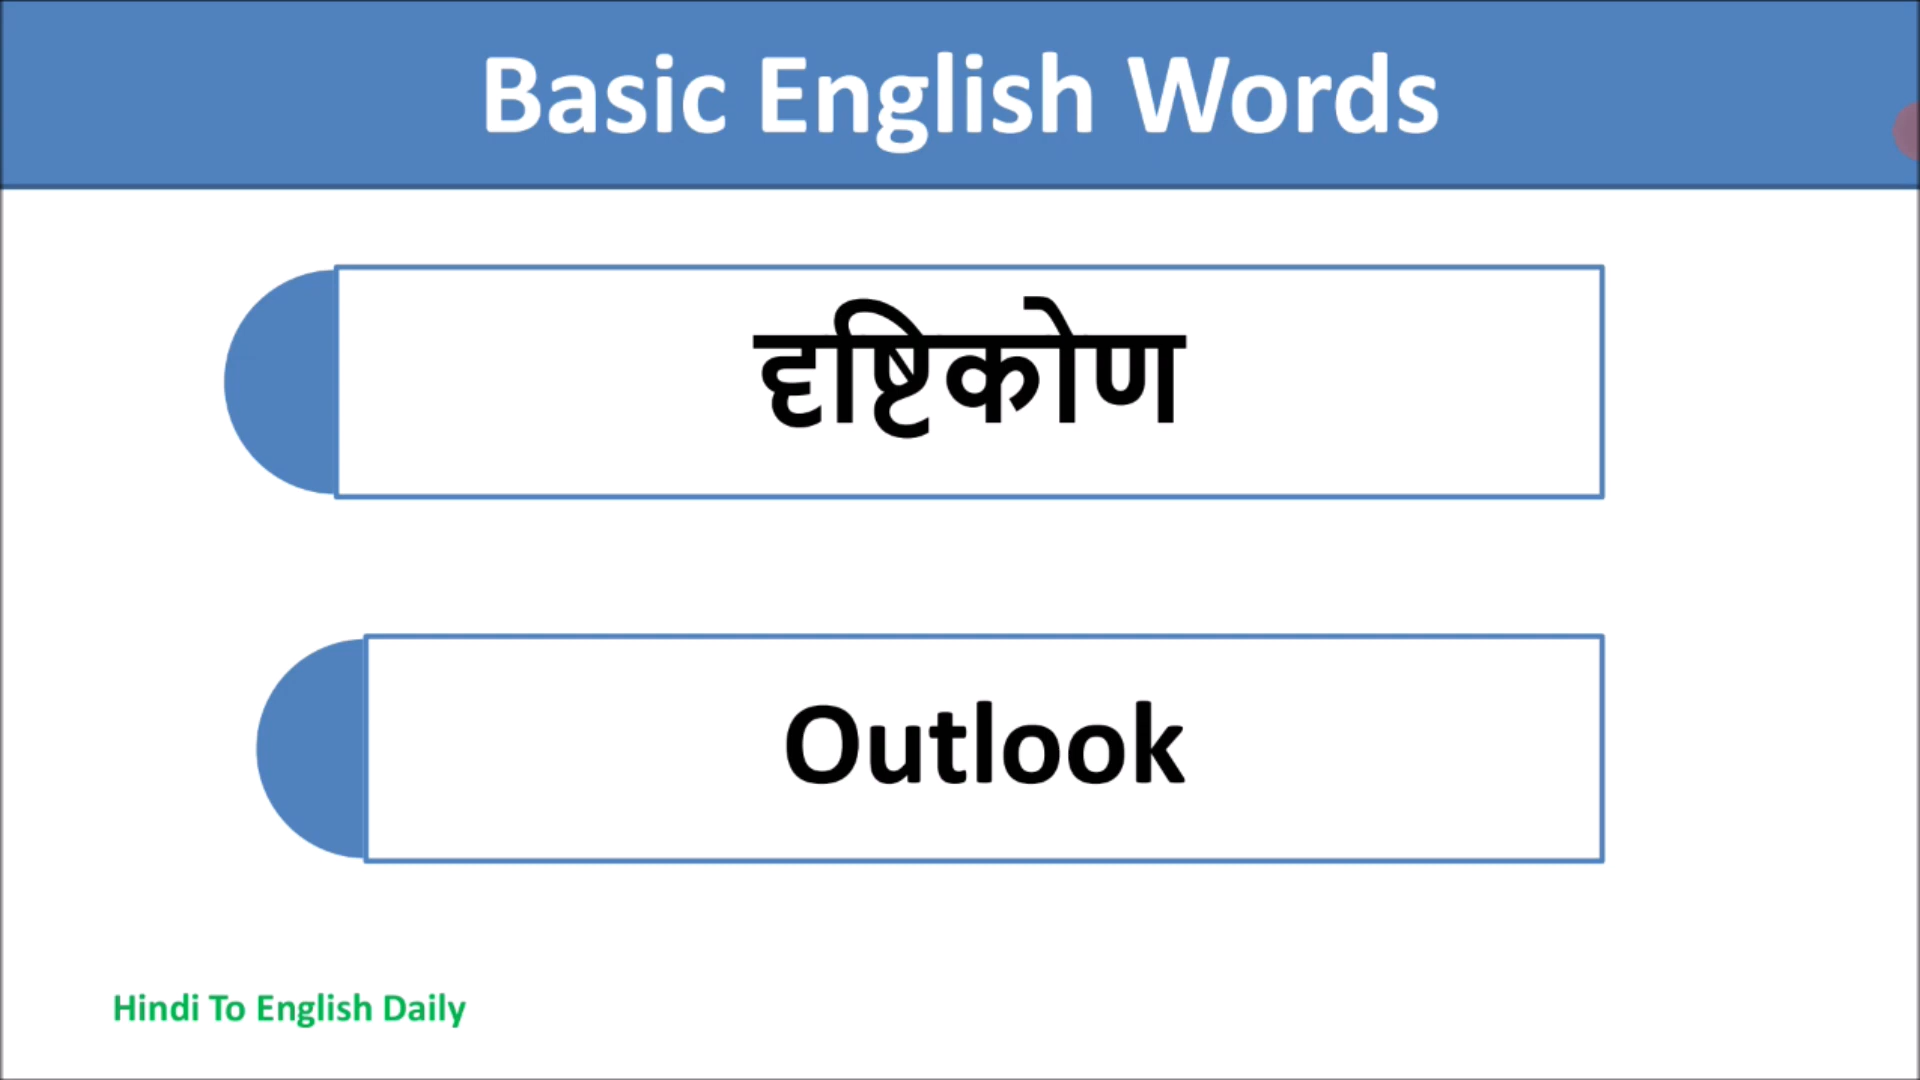 Basic English Words
दृष्टिकोण
Outlook
Hindi To English Daily